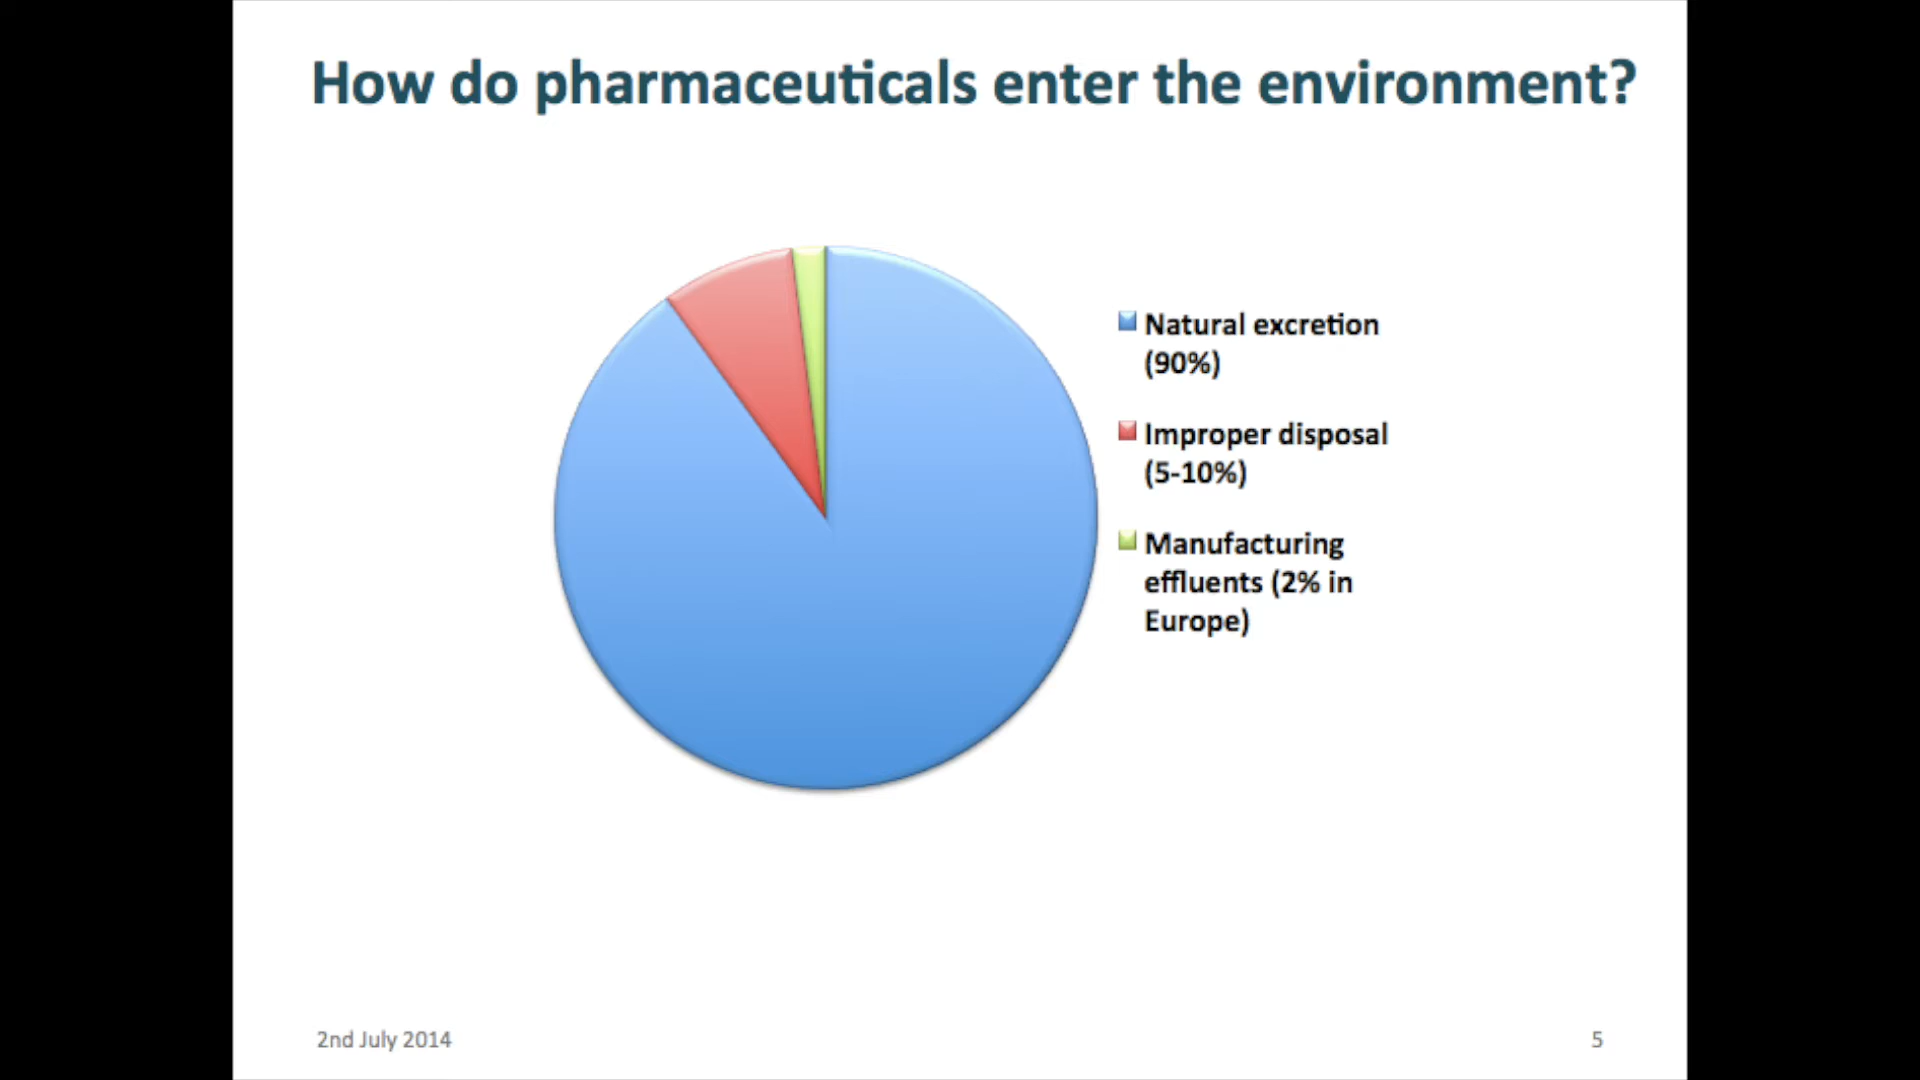 How do pharmaceuticals enter the environment?
Natural excretion
(90%)
Improper disposal
(5-10%)
Manufacturing
effluents (2% in
Europe)
2nd July 2014
5